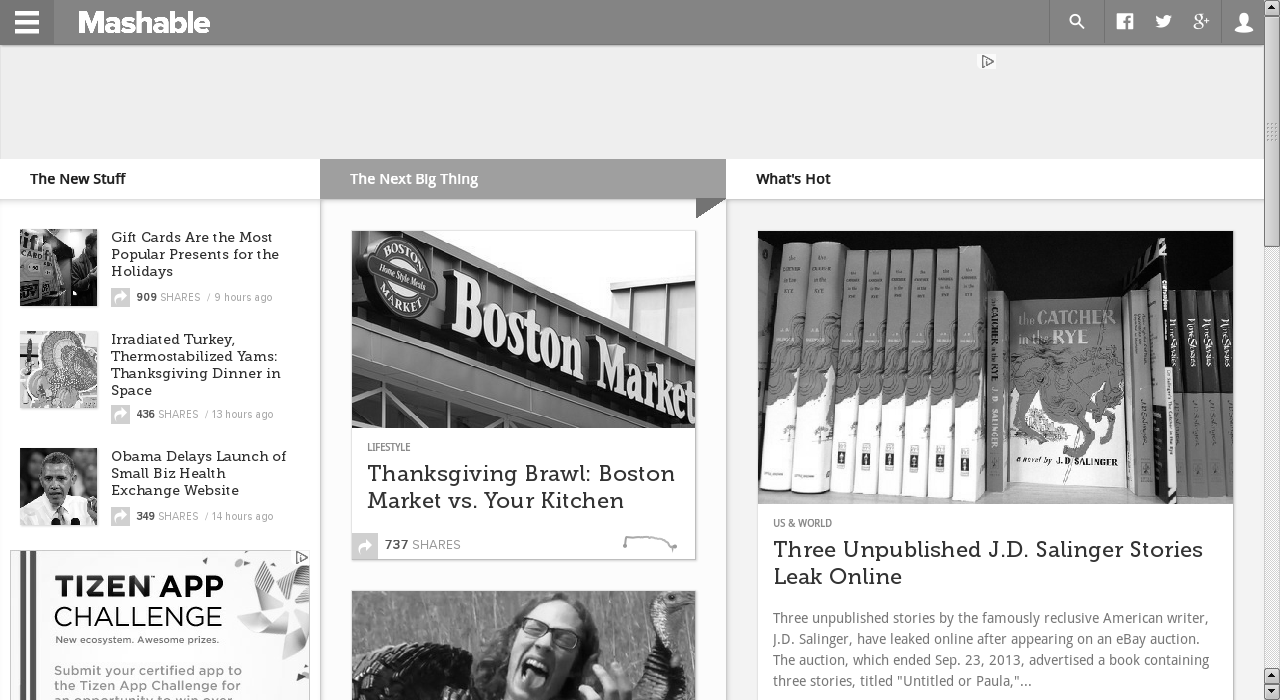 Mashable
The New Stuff
The Next Big Thing
What's Hot
Gift Cards Are the Most
Popular Presents for the
Holidays
909 SHARES / 9 hours ago
Irradiated Turkey,
Thermostabilized Yams:
Thanksgiving Dinner in
Space
436 SHARES / 13 hours ago
Obama Delays Launch of
Small Biz Health
Exchange Website
349 SHARES / 14 hours ago
TIZEN™ APP
CHALLENGE
New ecosystem. Awesome prizes.
Submit your certified app to
the Tizen App Challenge for
an opportunity to win over
BOSTON
Home Style Meals
MARKET
Boston Market
LIFESTYLE
Thanksgiving Brawl: Boston
Market vs. Your Kitchen
737 SHARES
the CATCHER
in the RYE
a novel by J.D. SALINGER
US & WORLD
Three Unpublished J.D. Salinger Stories
Leak Online
Three unpublished stories by the famously reclusive American writer,
J.D. Salinger, have leaked online after appearing on an eBay auction.
The auction, which ended Sep. 23, 2013, advertised a book containing
three stories, titled "Untitled or Paula,"...